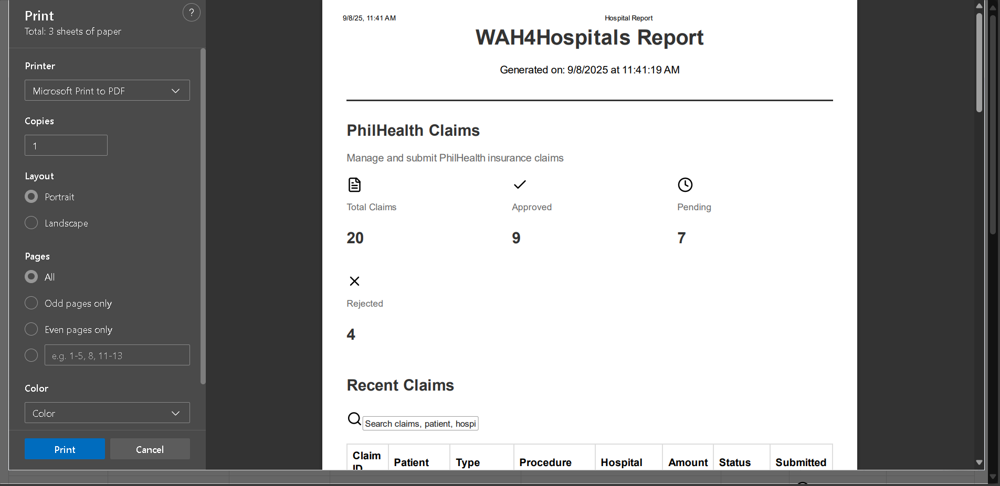 Print
?
Total: 3 sheets of paper
Printer
Microsoft Print to PDF
Copies
1
Layout
Portrait
Landscape
Pages
All
Odd pages only
Even pages only
e.g. 1-5, 8, 11-13
Color
Color
Print Cancel
9/8/25, 11:41 AM Hospital Report
WAH4Hospitals Report
Generated on: 9/8/2025 at 11:41:19 AM
PhilHealth Claims
Manage and submit PhilHealth insurance claims
Total Claims Approved Pending
20 9 7
Rejected
4
Recent Claims
Search claims, patient, hospi
Claim
ID Patient Type Procedure Hospital Amount Status Submitted